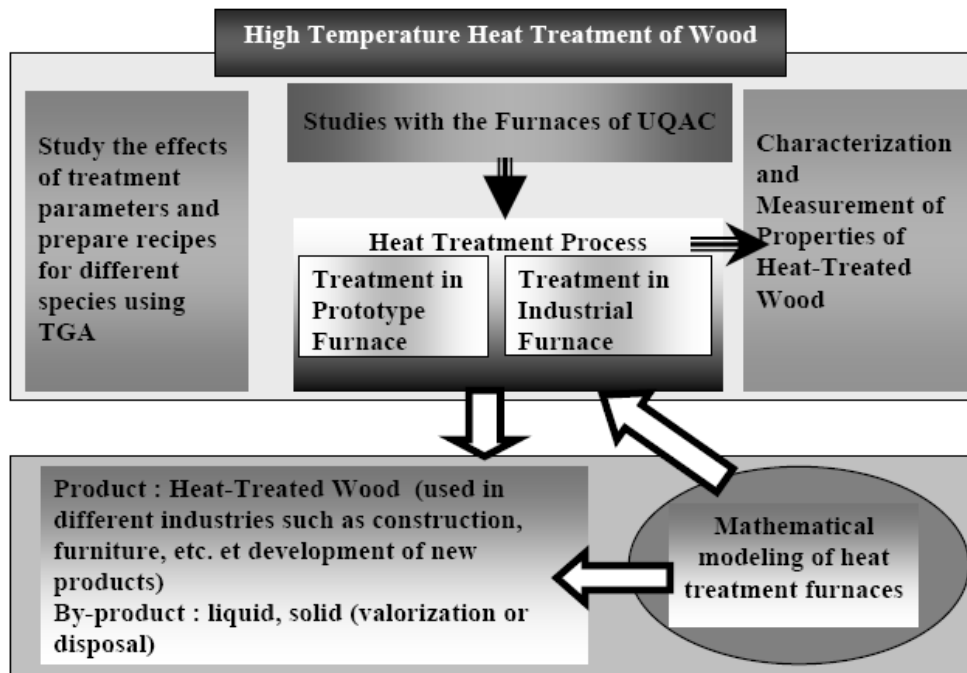 High Temperature Heat Treatment of Wood
Study the effects
of treatment
parameters and
prepare recipes
for different
species using
TGA
Studies with the Furnaces of UQAC
Heat Treatment Process
Treatment in
Prototype
Furnace
Treatment in
Industrial
Furnace
Characterization
and
Measurement of
Properties of
Heat-Treated
Wood
Product : Heat-Treated Wood (used in
different industries such as construction,
furniture, etc. et development of new
products)
By-product : liquid, solid (valorization or
disposal)
Mathematical
modeling of heat
treatment furnaces